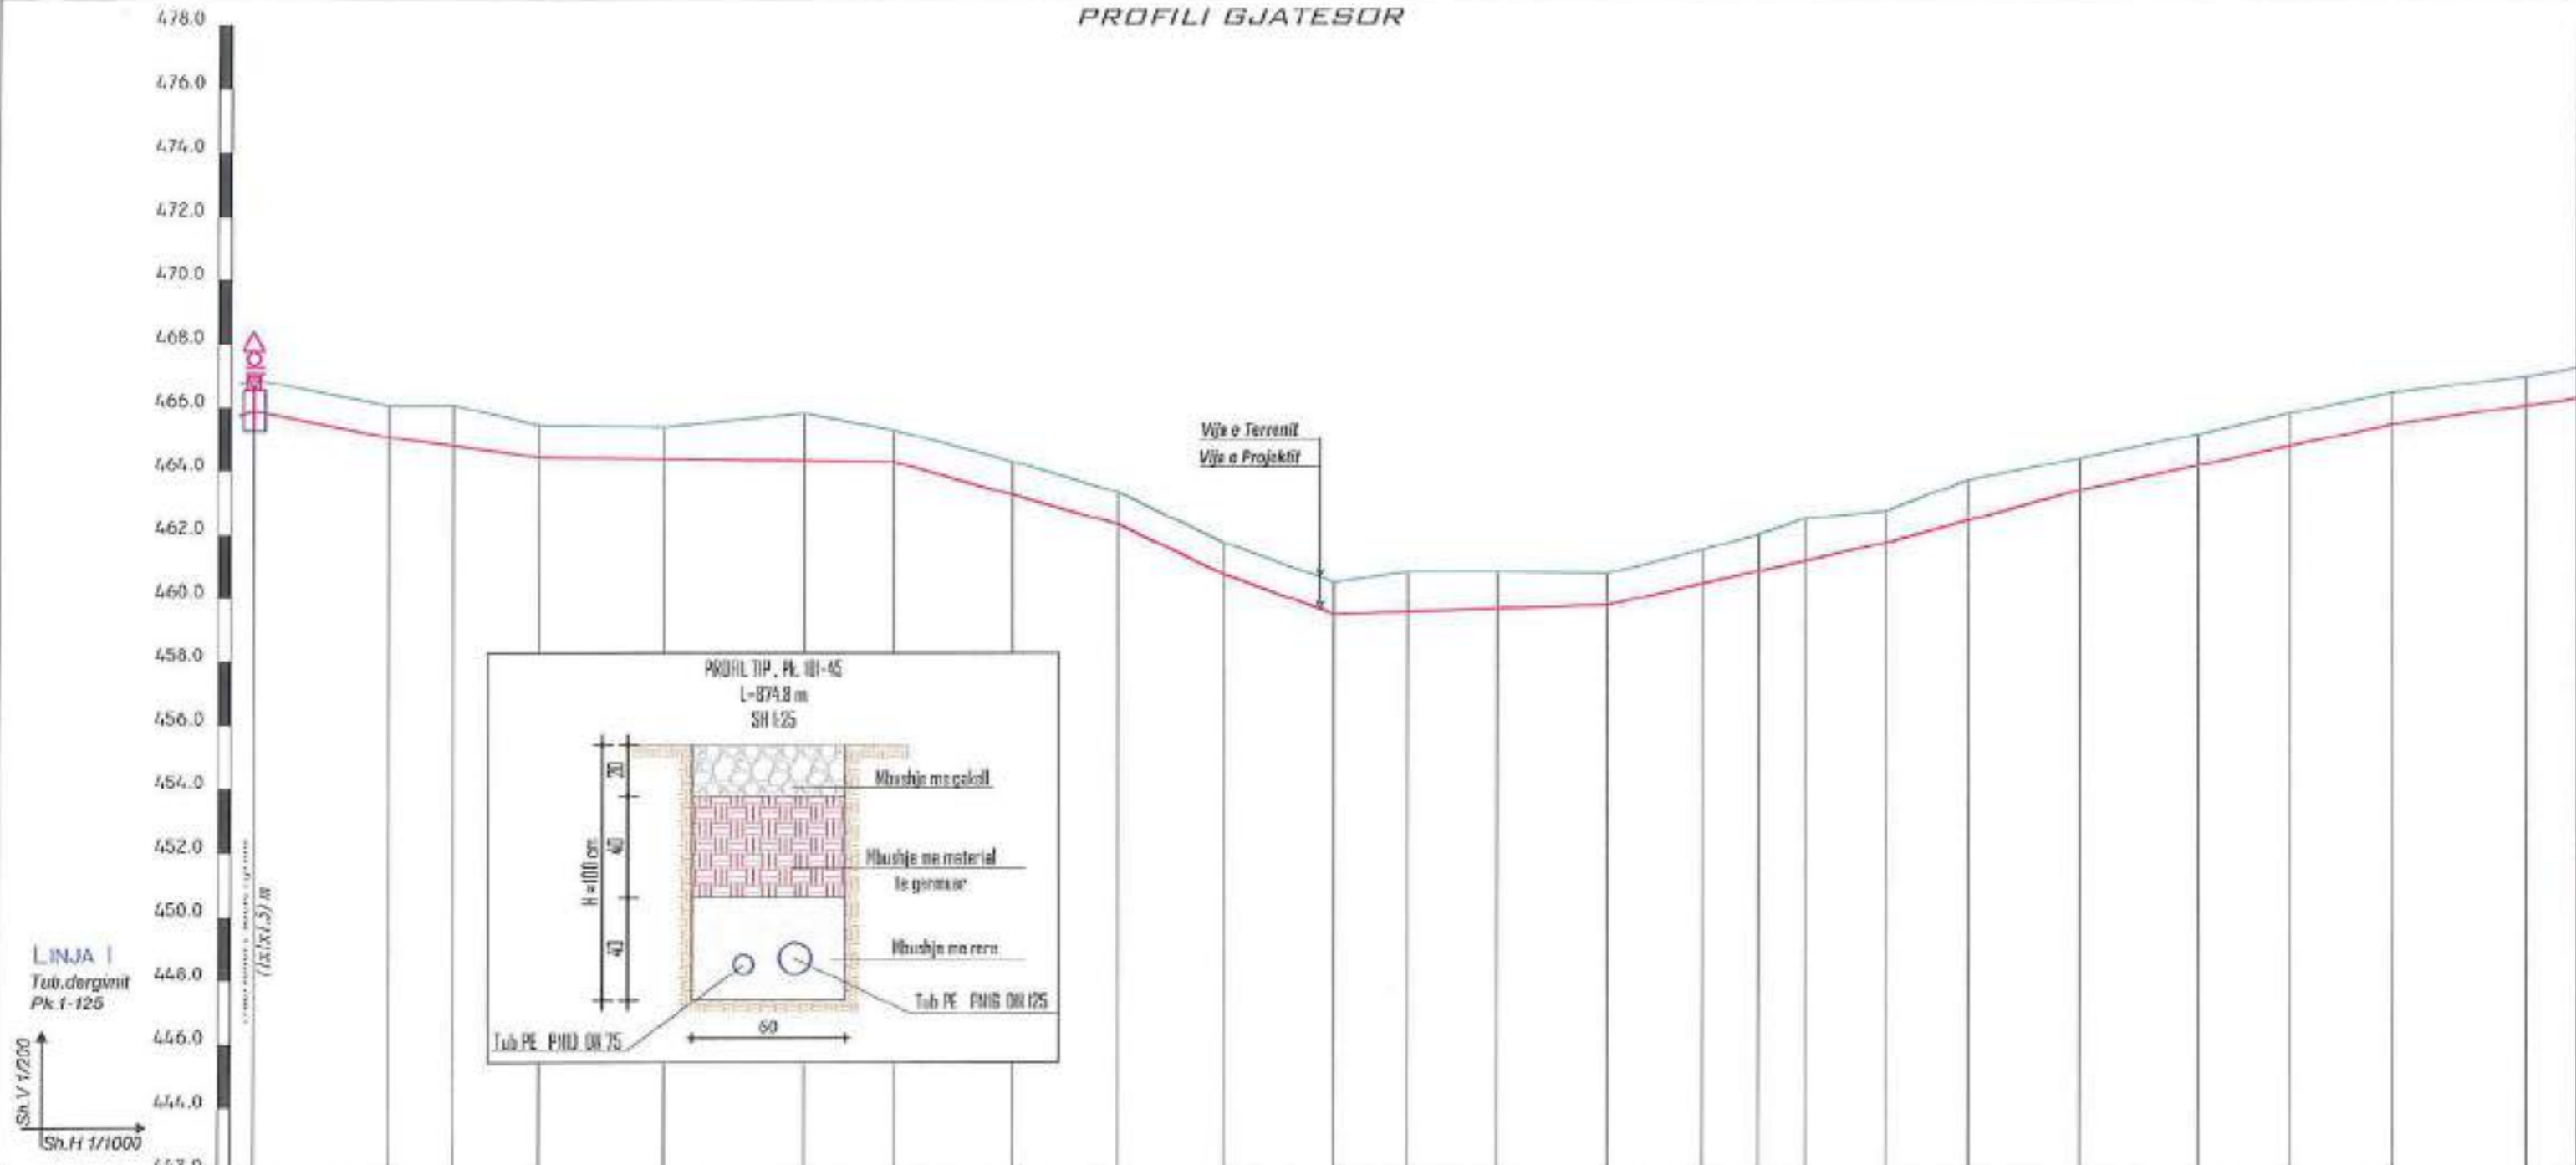 PROFILI GJATESOR
478.0
476.0
474.0
472.0
470.0
468.0
466.0
464.0
462.0
460.0
458.0
456.0
454.0
452.0
450.0
448.0
446.0
444.0
Vija e Terrenit
Vija e Projektit
PROFIL TIP . Pk. 101-45
L=874.8 m
SH 1:25
20
40
40
H =100 cm
60
Mbushje me çakell
Mbushje me material
te germuar
Mbushje me rere
Tub PE PN16 DN 125
Tub PE PN10 DN 75
(1x1x1.5) m
LINJA I
Tub.dergimit
Pk.1-125
Sh.V 1/200
Sh.H 1/1000